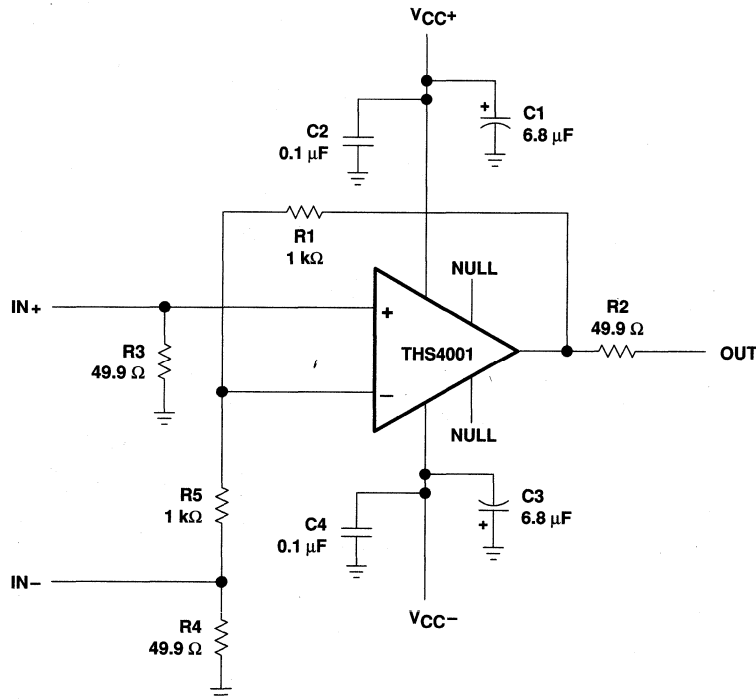 VCC+
C2
0.1 μF
+
C1
6.8 μF
R1
1 kΩ
NULL
IN+
+
R2
49.9 Ω
R3
49.9 Ω
THS4001
OUT
−
NULL
R5
1 kΩ
C4
0.1 μF
C3
6.8 μF
+
IN−
R4
49.9 Ω
VCC−